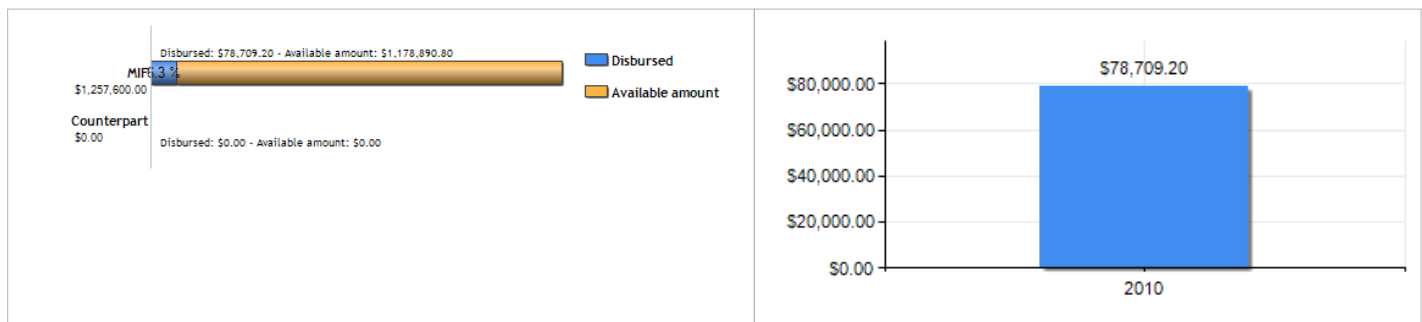 Disbursed: $78,709.20 - Available amount: $1,178,890.80
MIF 6.3 %
$1,257,600.00
Counterpart
$0.00
Disbursed: $0.00 - Available amount: $0.00
Disbursed
Available amount
$78,709.20
$80,000.00
$60,000.00
$40,000.00
$20,000.00
$0.00
2010